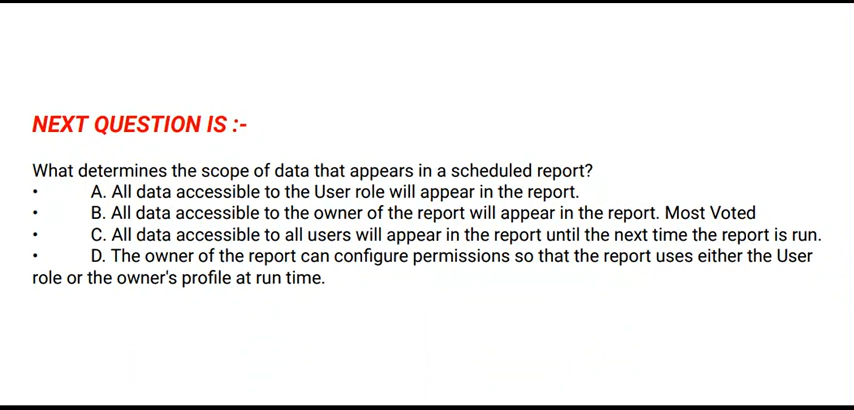 NEXT QUESTION IS :-
What determines the scope of data that appears in a scheduled report?
• A. All data accessible to the User role will appear in the report.
• B. All data accessible to the owner of the report will appear in the report. Most Voted
• C. All data accessible to all users will appear in the report until the next time the report is run.
• D. The owner of the report can configure permissions so that the report uses either the User
role or the owner's profile at run time.